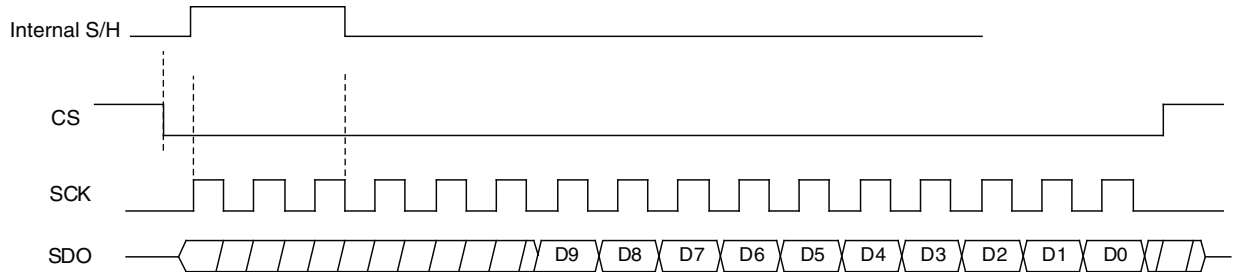 Internal S/H
CS
SCK
SDO D9 D8 D7 D6 D5 D4 D3 D2 D1 D0